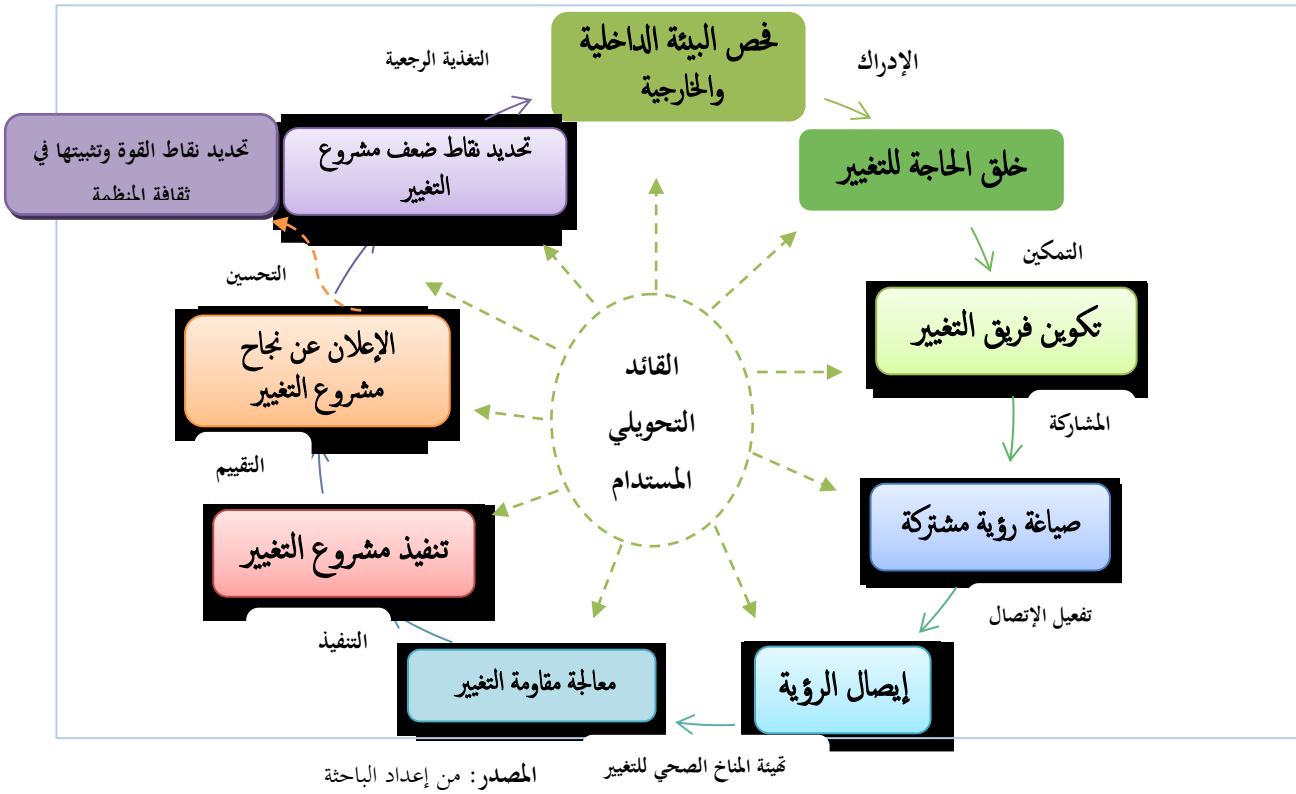 فحص البيئة الداخلية
والخارجية
الإدراك
خلق الحاجة للتغيير
التمكين
تكوين فريق التغيير
المشاركة
صياغة رؤية مشتركة
تفعيل الإتصال
إيصال الرؤية
تهيئة المناخ الصحي للتغيير
معالجة مقاومة التغيير
التنفيذ
تنفيذ مشروع التغيير
التقييم
الإعلان عن نجاح
مشروع التغيير
التحسين
تحديد نقاط ضعف مشروع
التغيير
تحديد نقاط القوة وتثبيتها في
ثقافة المنظمة
التغذية الرجعية
القائد
التحويلي
المستدام
المصدر: من إعداد الباحثة